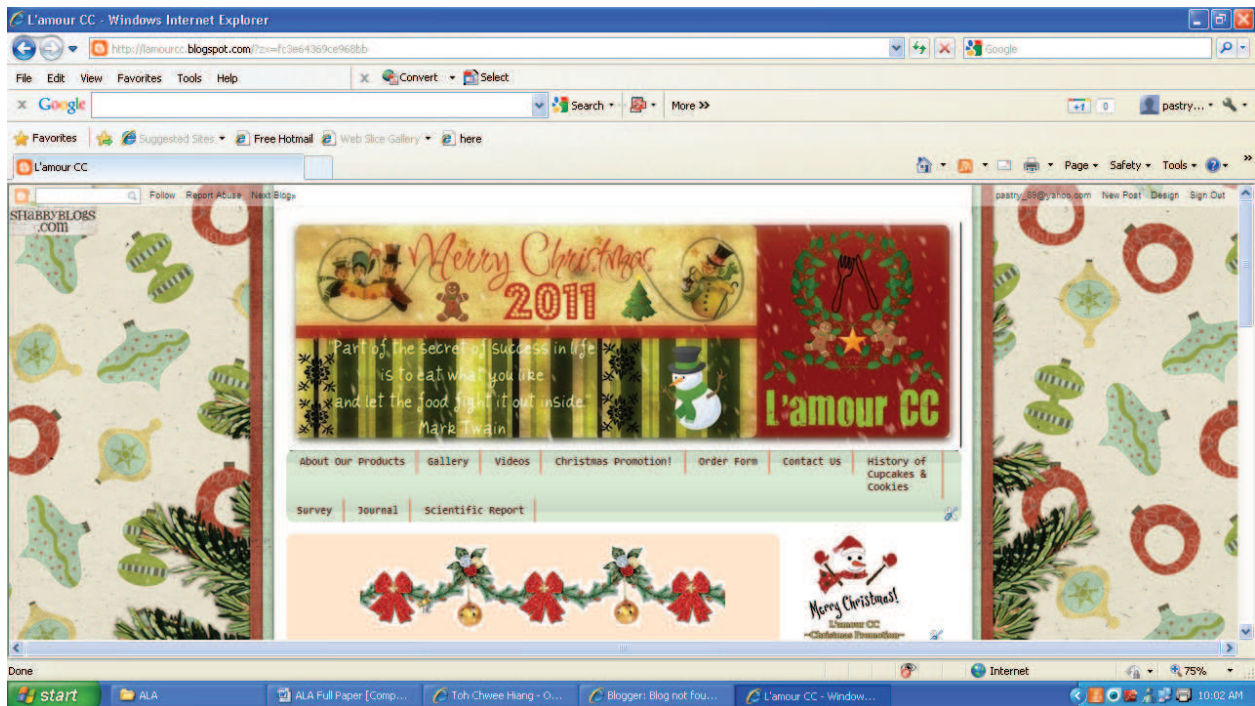 L'amour CC - Windows Internet Explorer
http://lamourcc.blogspot.com/?zx=fc3e64369ce968bb
Google
File Edit View Favorites Tools Help
x Convert Select
x Google Search More >> +1 0 pastry...
Favorites Suggested Sites Free Hotmail Web Slice Gallery here
L'amour CC Page Safety Tools >>
Follow Report Abuse Next Blog» pastry_89@yahoo.com New Post Design Sign Out
SHaBBYBLOGS
.COM
Merry Christmas
2011
"Part of the secret of success in life
is to eat what you like
and let the food fight it out inside."
Mark Twain
L'amour CC
About Our Products Gallery Videos Christmas Promotion! Order Form Contact Us History of
Cupcakes &
Cookies
Survey Journal Scientific Report
Merry Christmas!
L'amour CC
~Christmas Promotion~
Done Internet 75%
start ALA ALA Full Paper [Comp... Toh Chwee Hiang - O... Blogger: Blog not fou... L'amour CC - Window... 10:02 AM